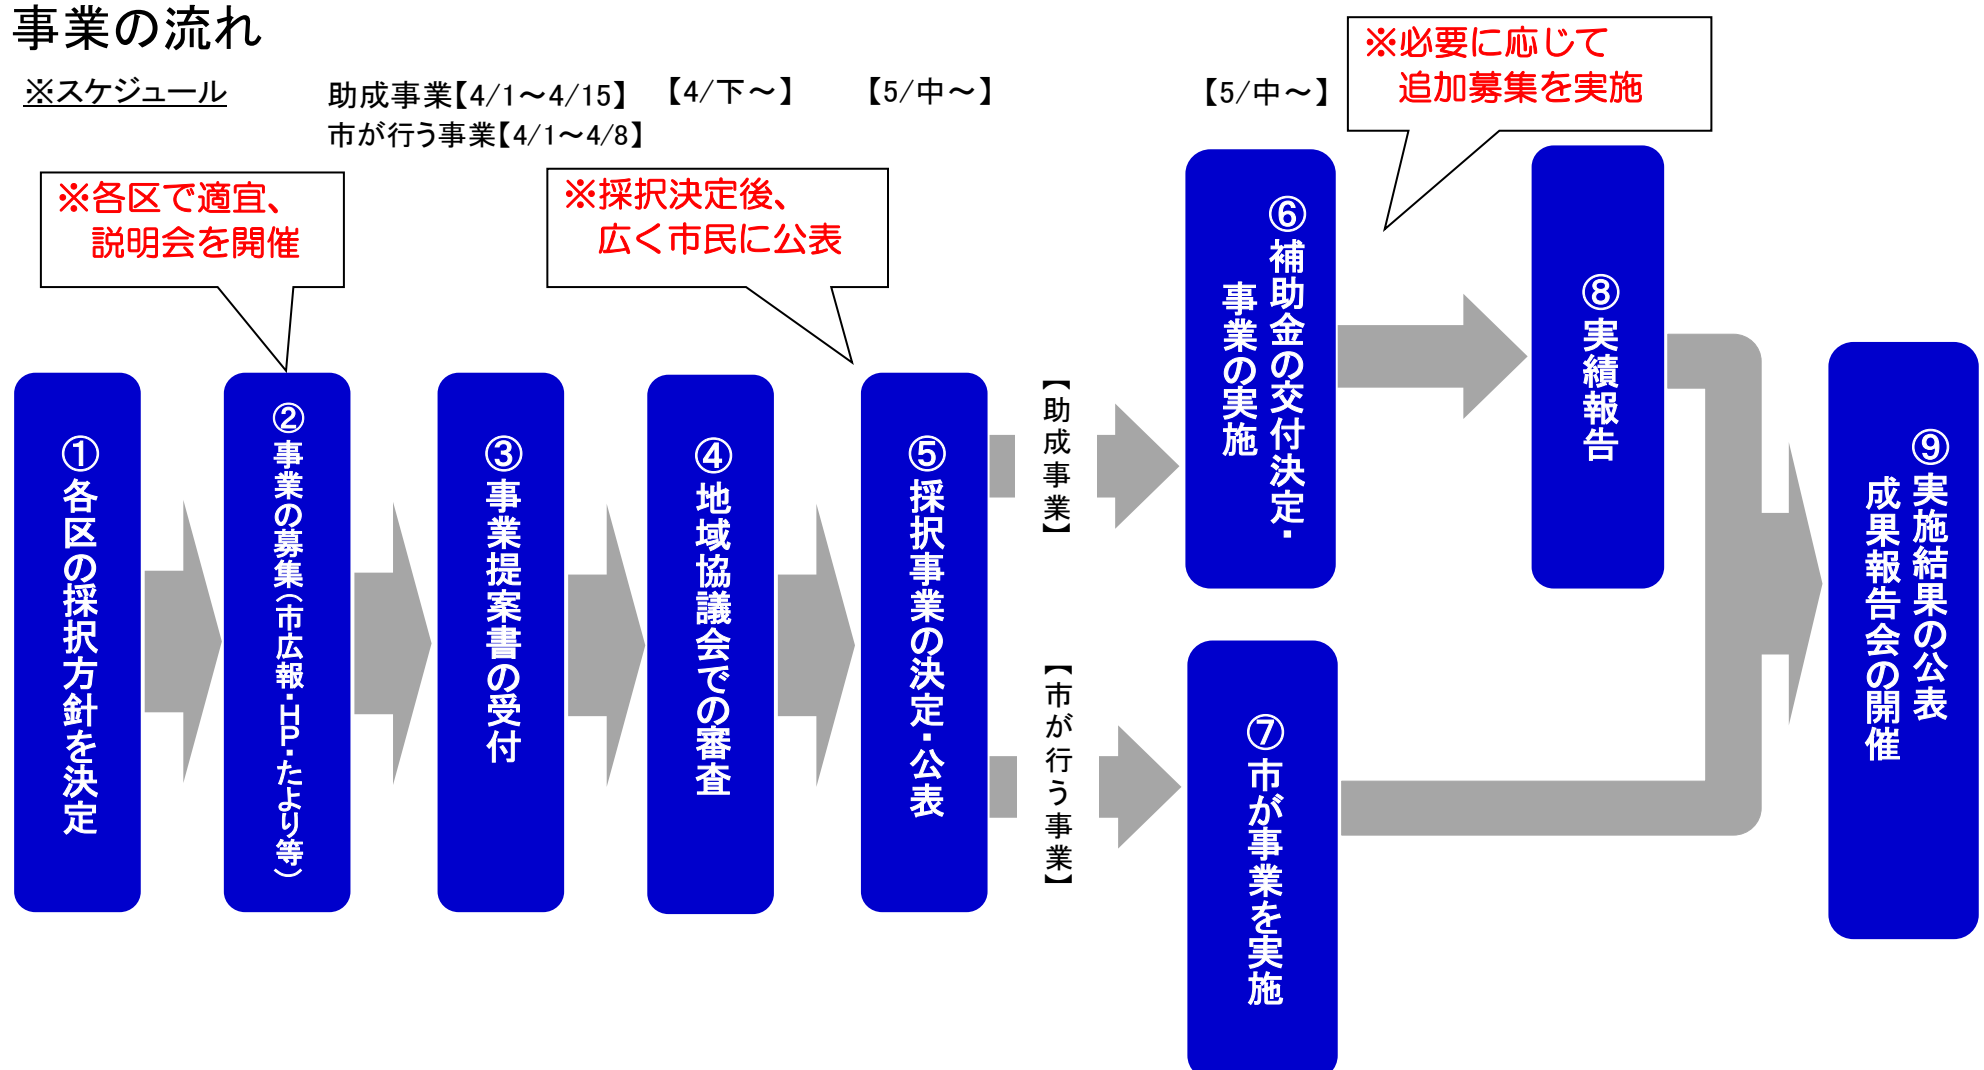 事業の流れ
※スケジュール
助成事業【4/1～4/15】
市が行う事業【4/1～4/8】
【4/下～】
【5/中～】
【5/中～】
※必要に応じて
追加募集を実施
※各区で適宜、
説明会を開催
※採択決定後、
広く市民に公表
①各区の採択方針を決定
②事業の募集（市広報・ＨＰ・たより等）
③事業提案書の受付
④地域協議会での審査
⑤採択事業の決定・公表
【助成事業】
⑥補助金の交付決定・
事業の実施
⑧実績報告
【市が行う事業】
⑦市が事業を実施
⑨実施結果の公表
成果報告会の開催